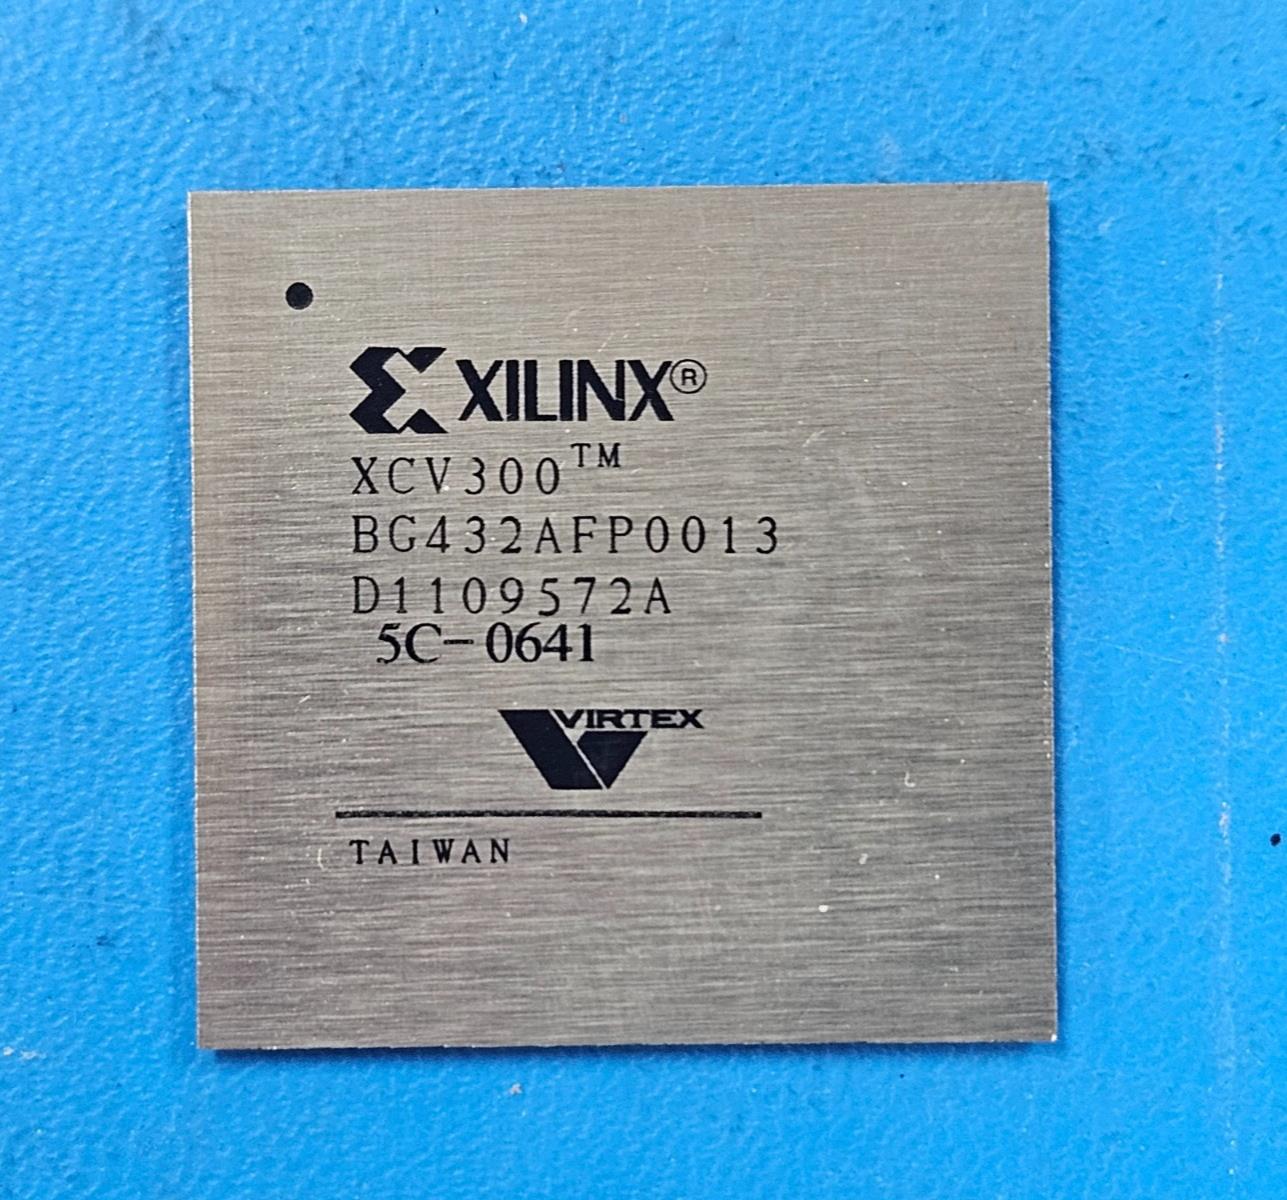 XILINX®
XCV300™
BG432AFP0013
D1109572A
5C-0641
VIRTEX
TAIWAN